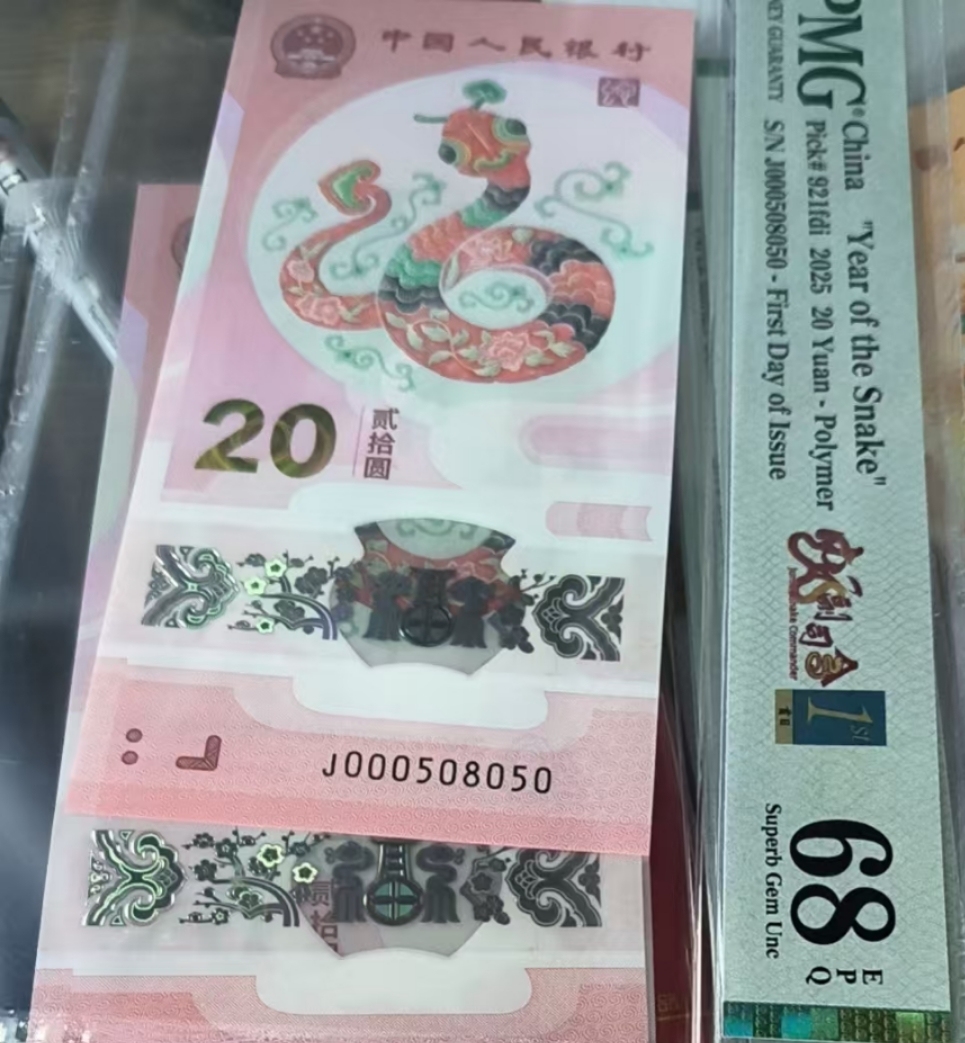 中国人民银行
20
贰
拾
圆
J000508050
PMG
China "Year of the Snake"
Pick# 921fdi 2025 20 Yuan - Polymer
S/N J000508050 - First Day of Issue
GUARANTY
1st
68
EPQ
Superb Gem Unc